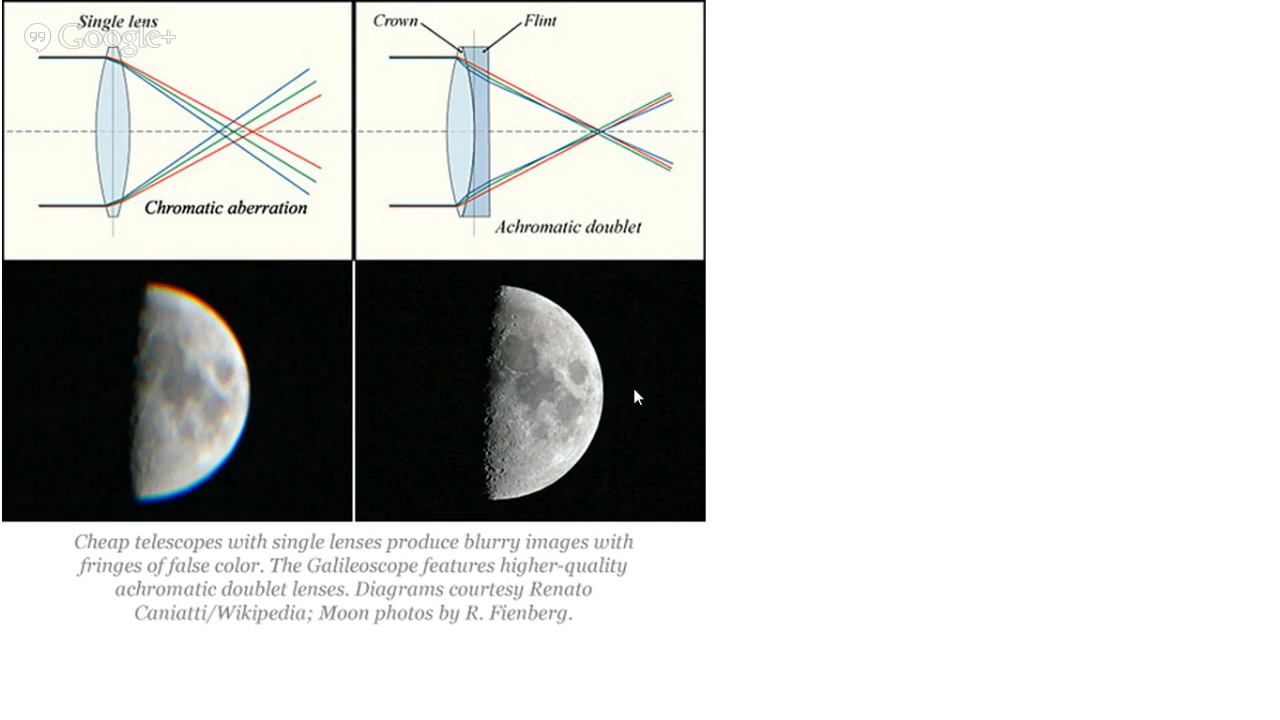 Single lens
Google+
Crown
Flint
Chromatic aberration
Achromatic doublet
Cheap telescopes with single lenses produce blurry images with
fringes of false color. The Galileoscope features higher-quality
achromatic doublet lenses. Diagrams courtesy Renato
Caniatti/Wikipedia; Moon photos by R. Fienberg.